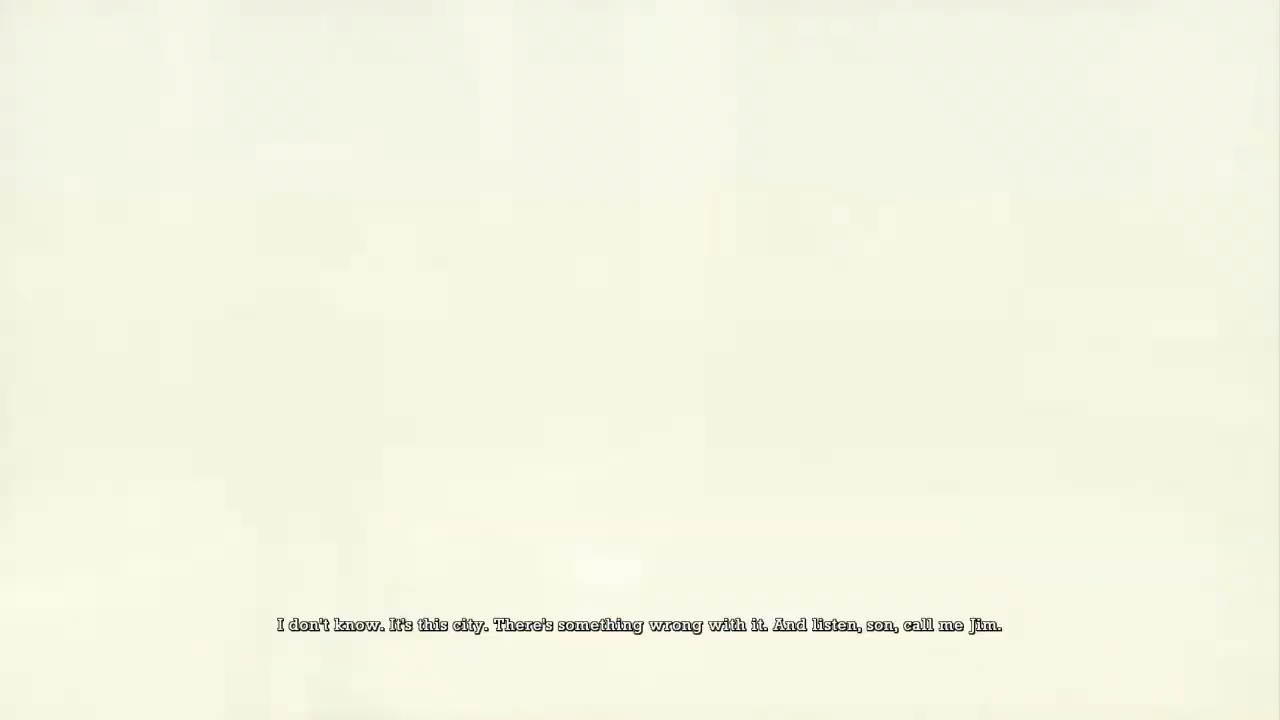 I don't know. It's this city. There's something wrong with it. And listen, son, call me Jim.